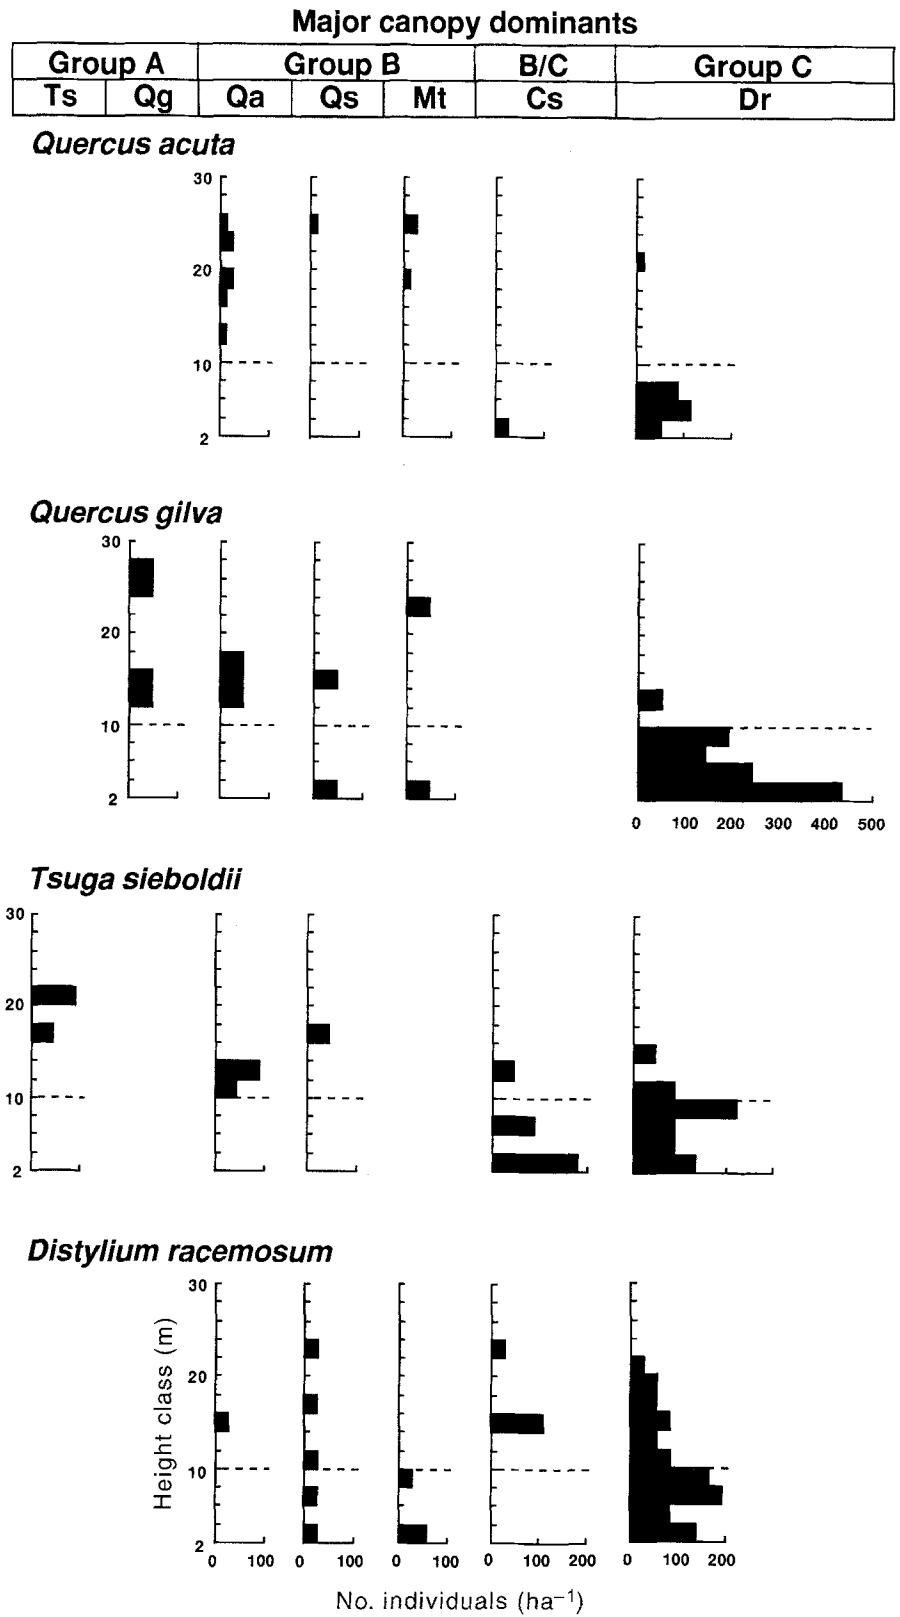 Major canopy dominants
Group A Group B B/C Group C
Ts Qg Qa Qs Mt Cs Dr
Quercus acuta
30
20
10
2
Quercus gilva
30
20
10
2
0 100 200 300 400 500
Tsuga sieboldii
30
20
10
2
Distylium racemosum
30
20
10
2
Height class (m)
0 100 0 100 0 100 0 100 200 0 100 200
No. individuals (ha⁻¹)